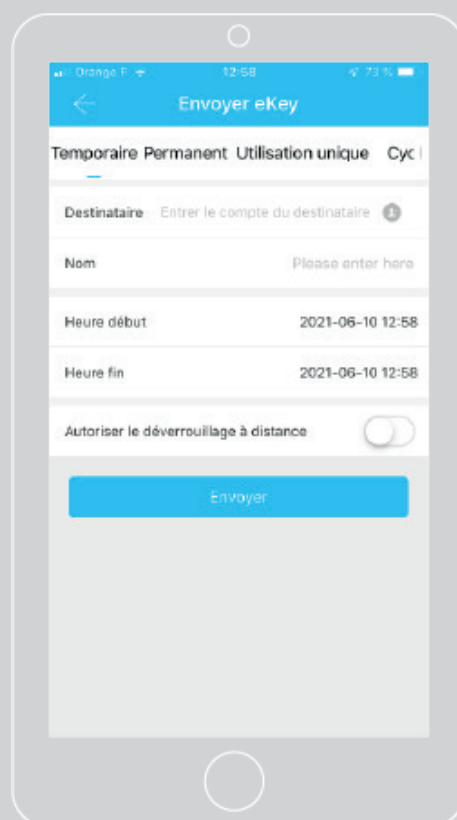 Orange F 12:58 73 %
Envoyer eKey
Temporaire Permanent Utilisation unique Cyc
Destinataire Entrer le compte du destinataire
Nom Please enter here
Heure début 2021-06-10 12:58
Heure fin 2021-06-10 12:58
Autoriser le déverrouillage à distance
Envoyer